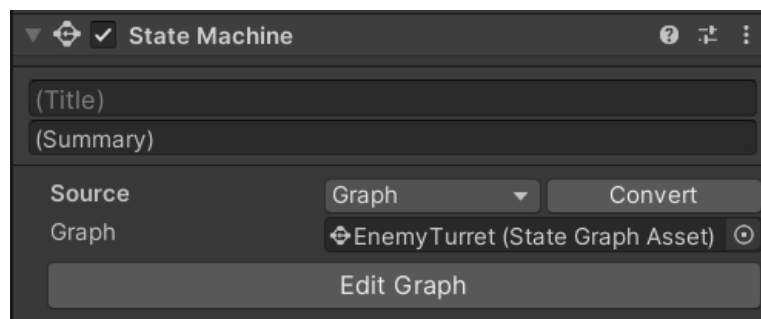 State Machine
(Title)
(Summary)
Source Graph Convert
Graph EnemyTurret (State Graph Asset)
Edit Graph